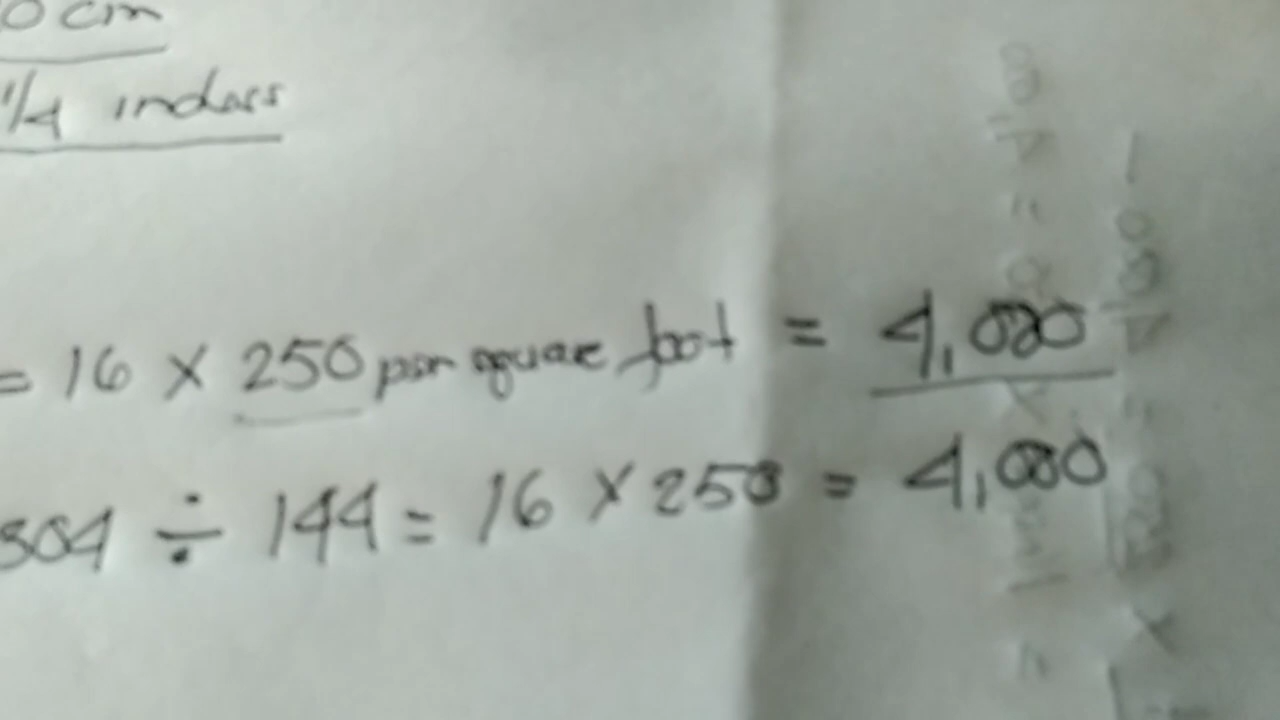 0 cm
1/4 inches
= 16 X 250 per square foot = 4,000
304 ÷ 144 = 16 X 250 = 4,000